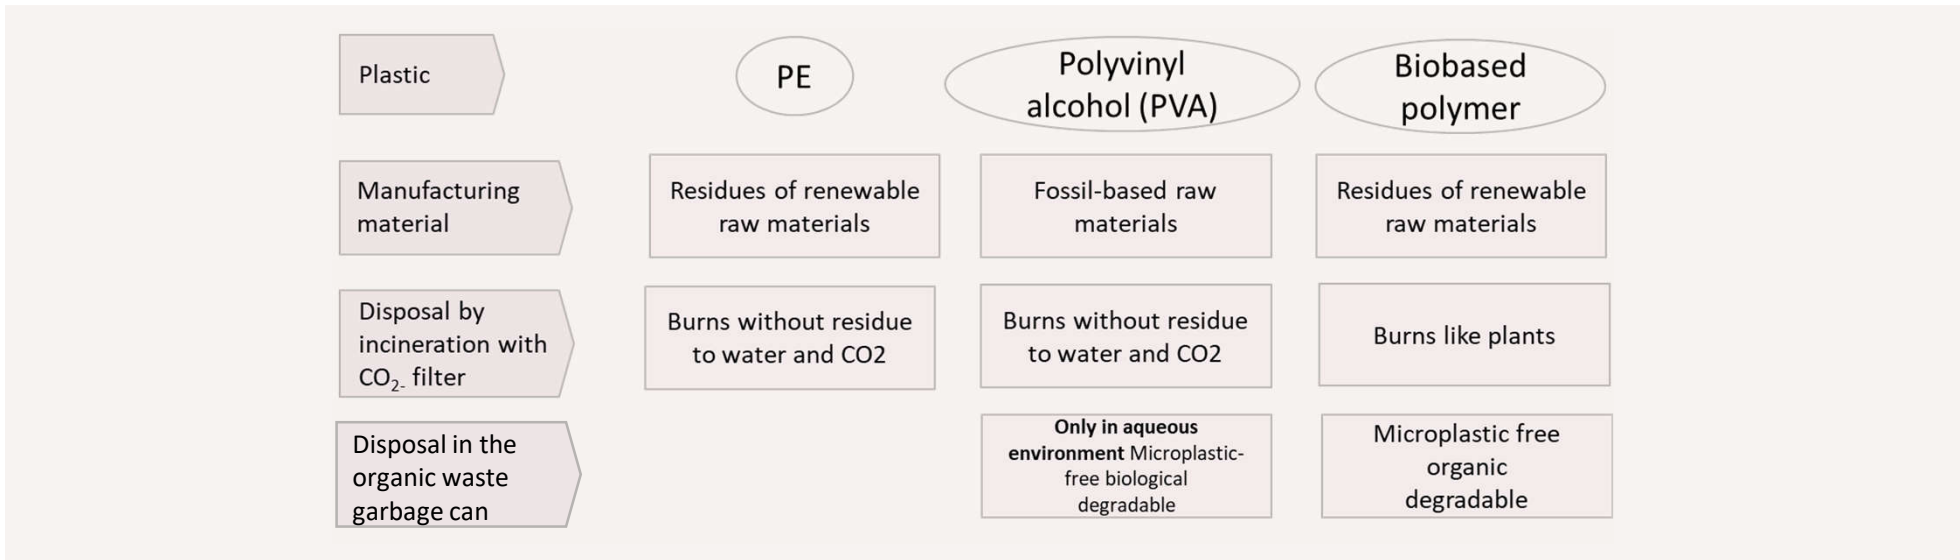 Plastic
PE
Polyvinyl
alcohol (PVA)
Biobased
polymer
Manufacturing
material
Residues of renewable
raw materials
Fossil-based raw
materials
Residues of renewable
raw materials
Disposal by
incineration with
CO2- filter
Burns without residue
to water and CO2
Burns without residue
to water and CO2
Burns like plants
Disposal in the
organic waste
garbage can
Only in aqueous
environment Microplastic-
free biological
degradable
Microplastic free
organic
degradable